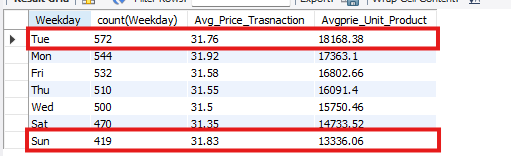 Result Grid Filter Rows: Export: Wrap Cell Content:
Weekday count(Weekday) Avg_Price_Trasnaction Avgprie_Unit_Product
Tue 572 31.76 18168.38
Mon 544 31.92 17363.1
Fri 532 31.58 16802.66
Thu 510 31.55 16091.4
Wed 500 31.5 15750.46
Sat 470 31.35 14733.52
Sun 419 31.83 13336.06